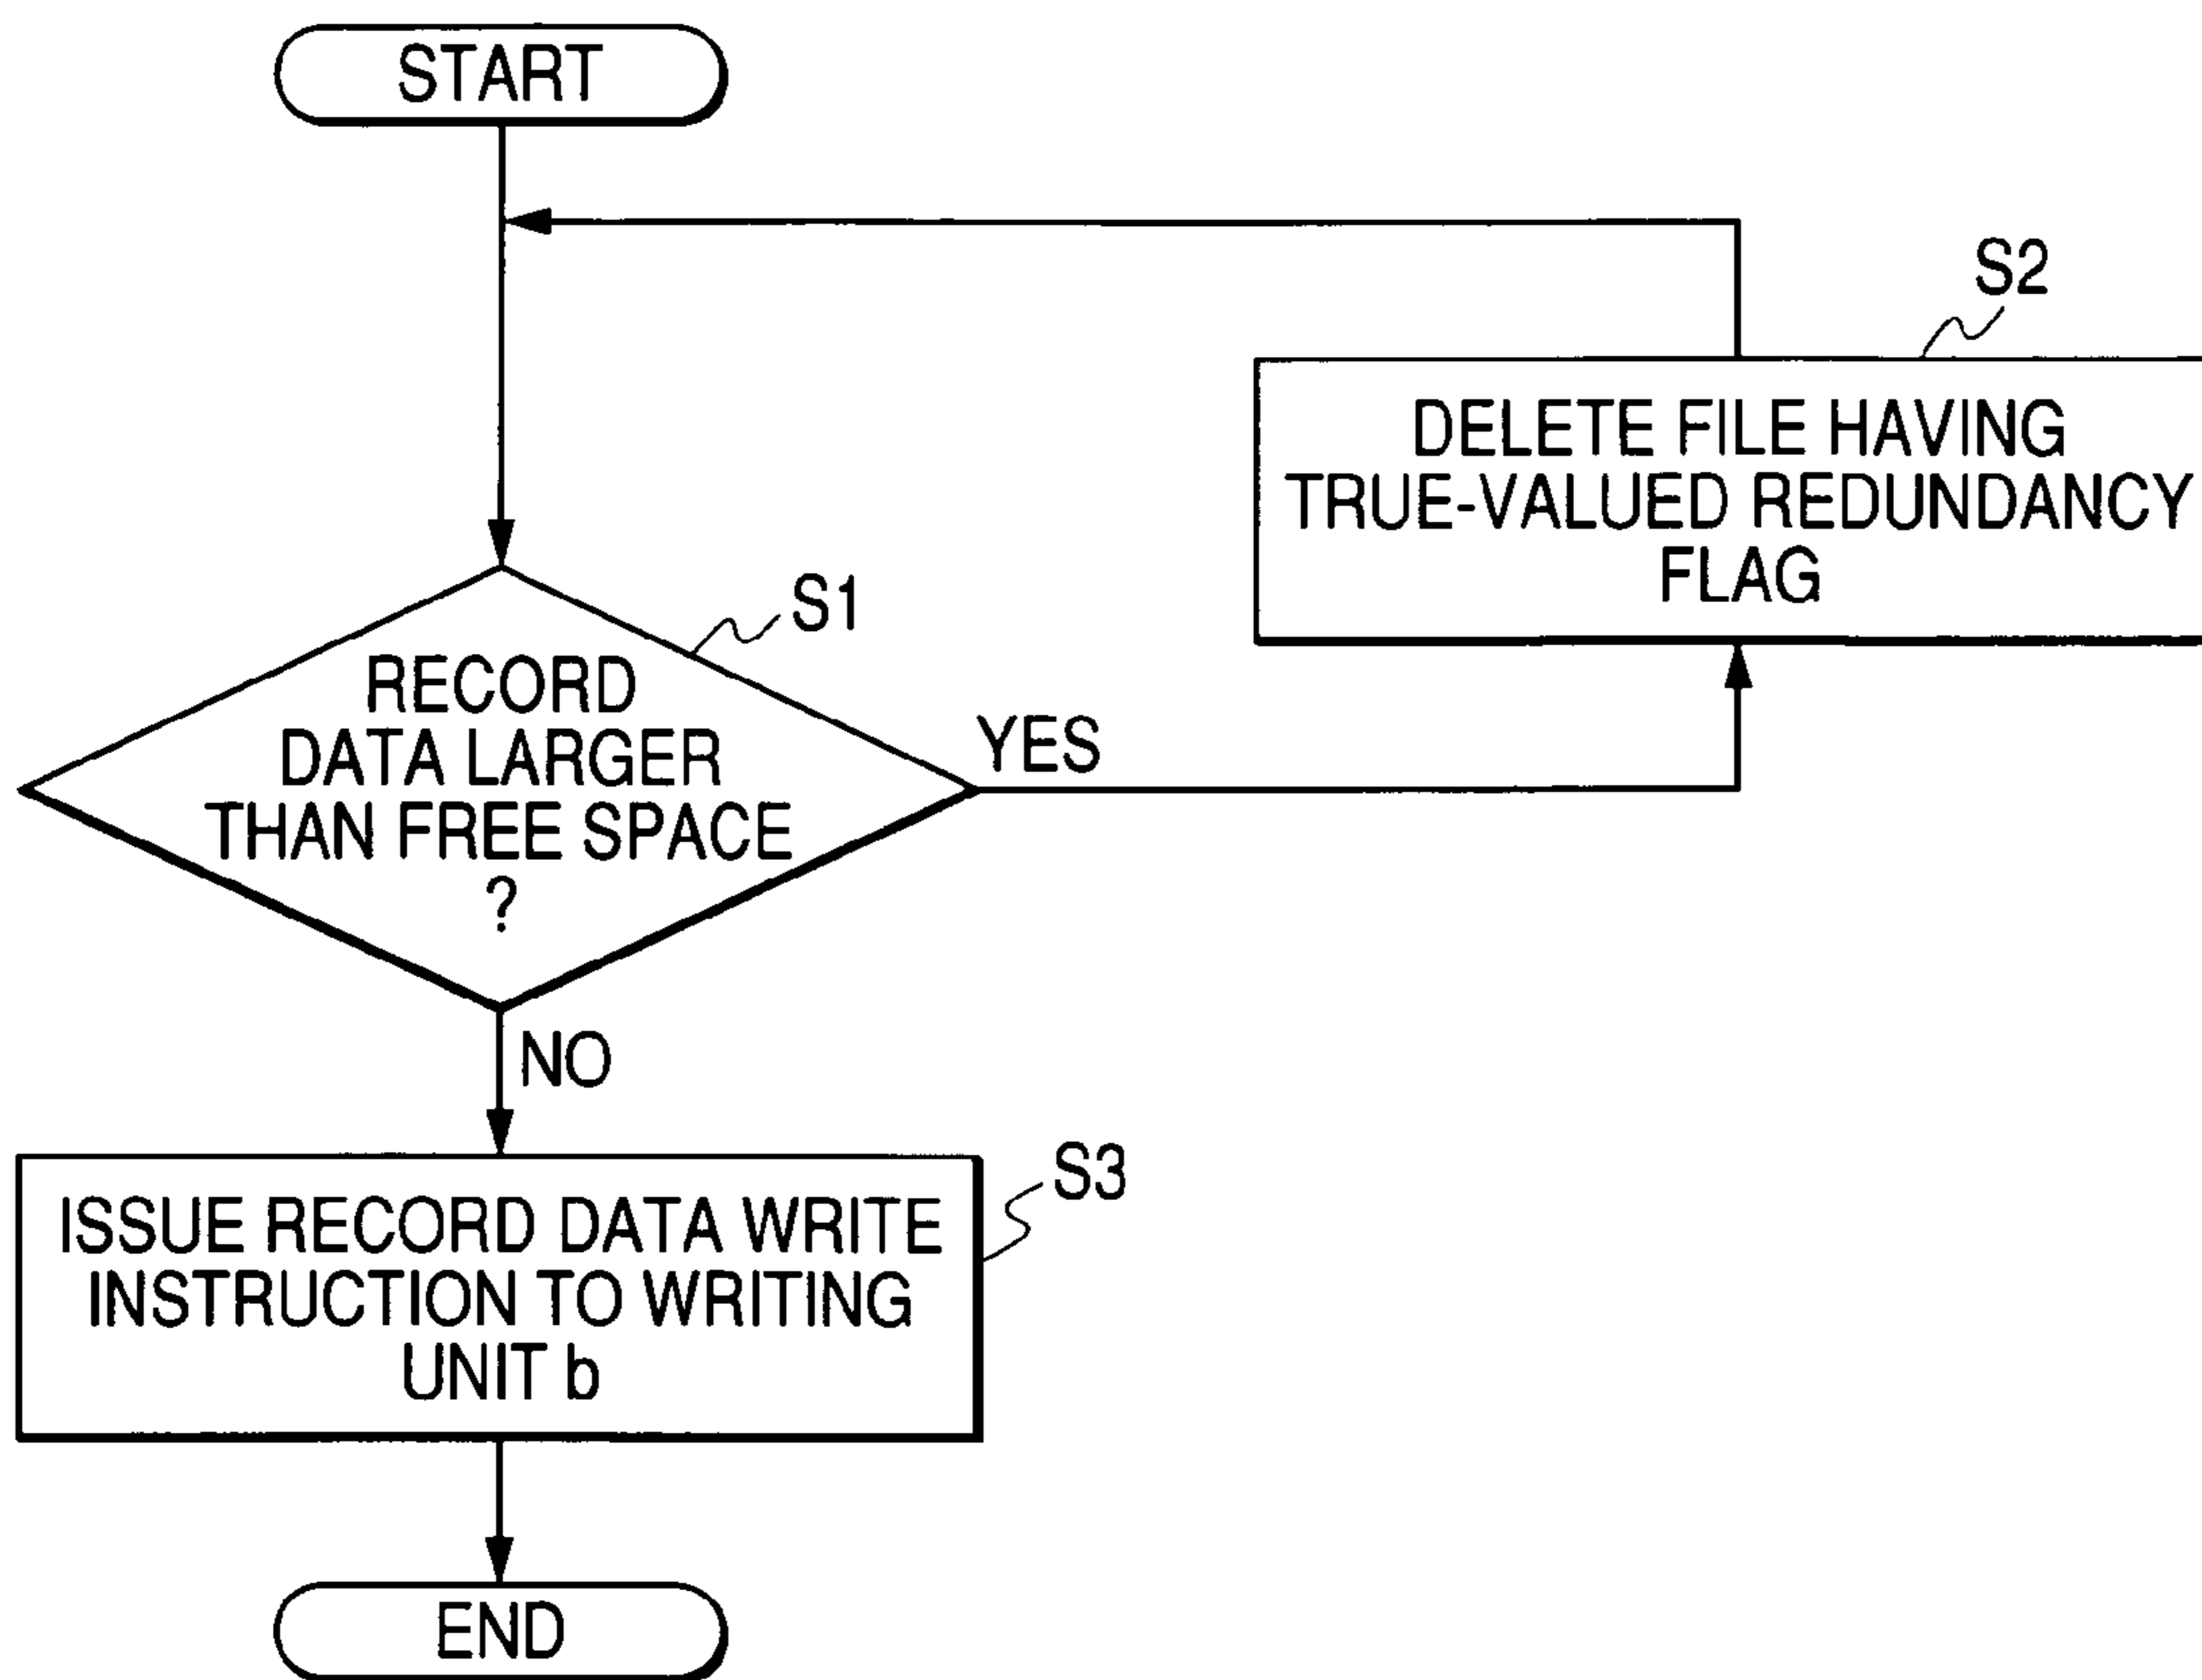 START
S2
DELETE FILE HAVING
TRUE-VALUED REDUNDANCY
FLAG
S1
RECORD
DATA LARGER
THAN FREE SPACE
?
YES
NO
S3
ISSUE RECORD DATA WRITE
INSTRUCTION TO WRITING
UNIT b
END